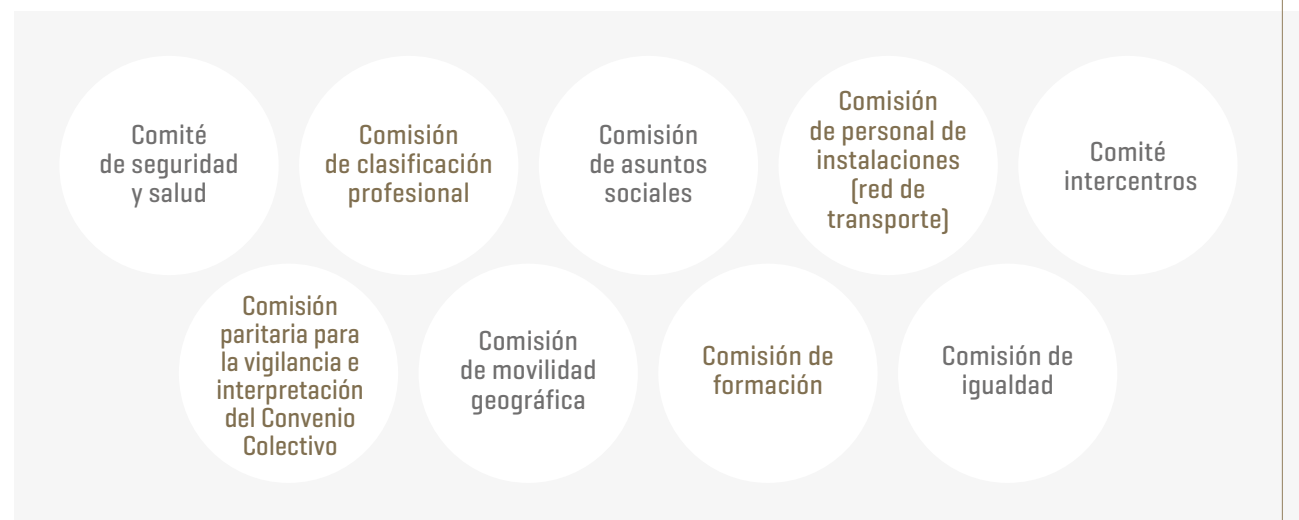 Comité
de seguridad
y salud
Comisión
de clasificación
profesional
Comisión
de asuntos
sociales
Comisión
de personal de
instalaciones
(red de
transporte)
Comité
intercentros
Comisión
paritaria para
la vigilancia e
interpretación
del Convenio
Colectivo
Comisión
de movilidad
geográfica
Comisión de
formación
Comisión de
igualdad